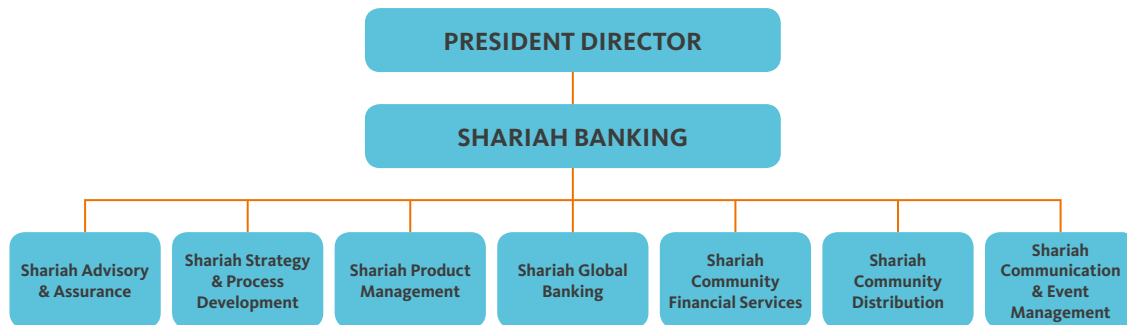 PRESIDENT DIRECTOR
SHARIAH BANKING
Shariah Advisory
& Assurance
Shariah Strategy
& Process
Development
Shariah Product
Management
Shariah Global
Banking
Shariah
Community
Financial Services
Shariah
Community
Distribution
Shariah
Communication
& Event
Management